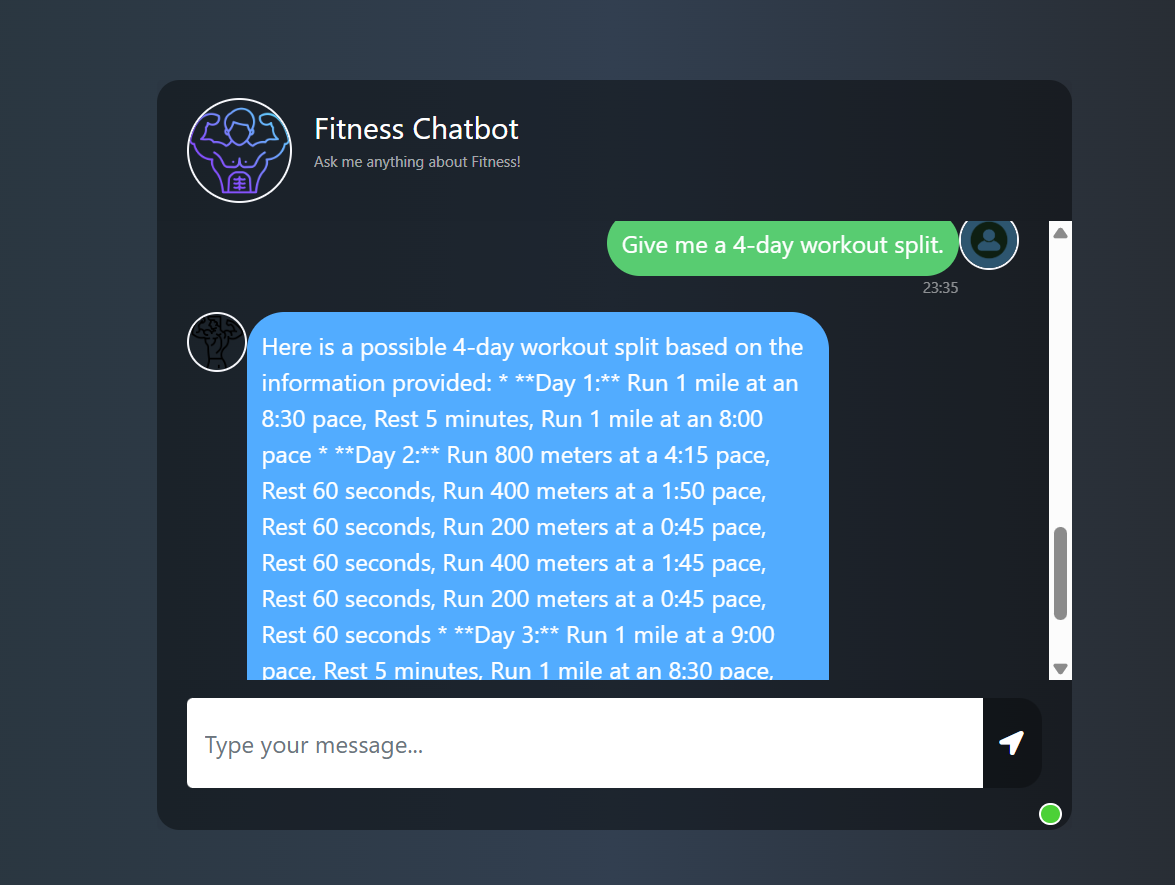 Fitness Chatbot
Ask me anything about Fitness!
Give me a 4-day workout split.
23:35
Here is a possible 4-day workout split based on the
information provided: * **Day 1:** Run 1 mile at an
8:30 pace, Rest 5 minutes, Run 1 mile at an 8:00
pace * **Day 2:** Run 800 meters at a 4:15 pace,
Rest 60 seconds, Run 400 meters at a 1:50 pace,
Rest 60 seconds, Run 200 meters at a 0:45 pace,
Rest 60 seconds, Run 400 meters at a 1:45 pace,
Rest 60 seconds, Run 200 meters at a 0:45 pace,
Rest 60 seconds * **Day 3:** Run 1 mile at a 9:00
pace, Rest 5 minutes, Run 1 mile at an 8:30 pace,
Type your message...